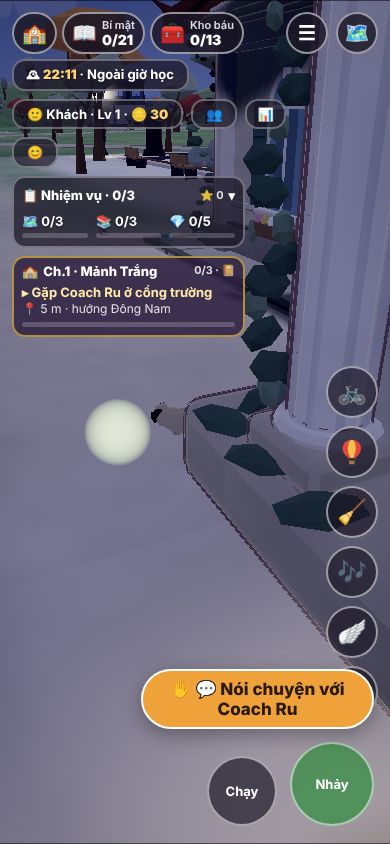 Bí mật
0/21
Kho báu
0/13
22:11 · Ngoài giờ học
Khách · Lv 1 · 30
Nhiệm vụ · 0/3
0 ▼
0/3
0/3
0/5
Ch.1 · Mảnh Trắng
0/3 ·
▸ Gặp Coach Ru ở cổng trường
5 m · hướng Đông Nam
Nói chuyện với
Coach Ru
Chạy
Nhảy